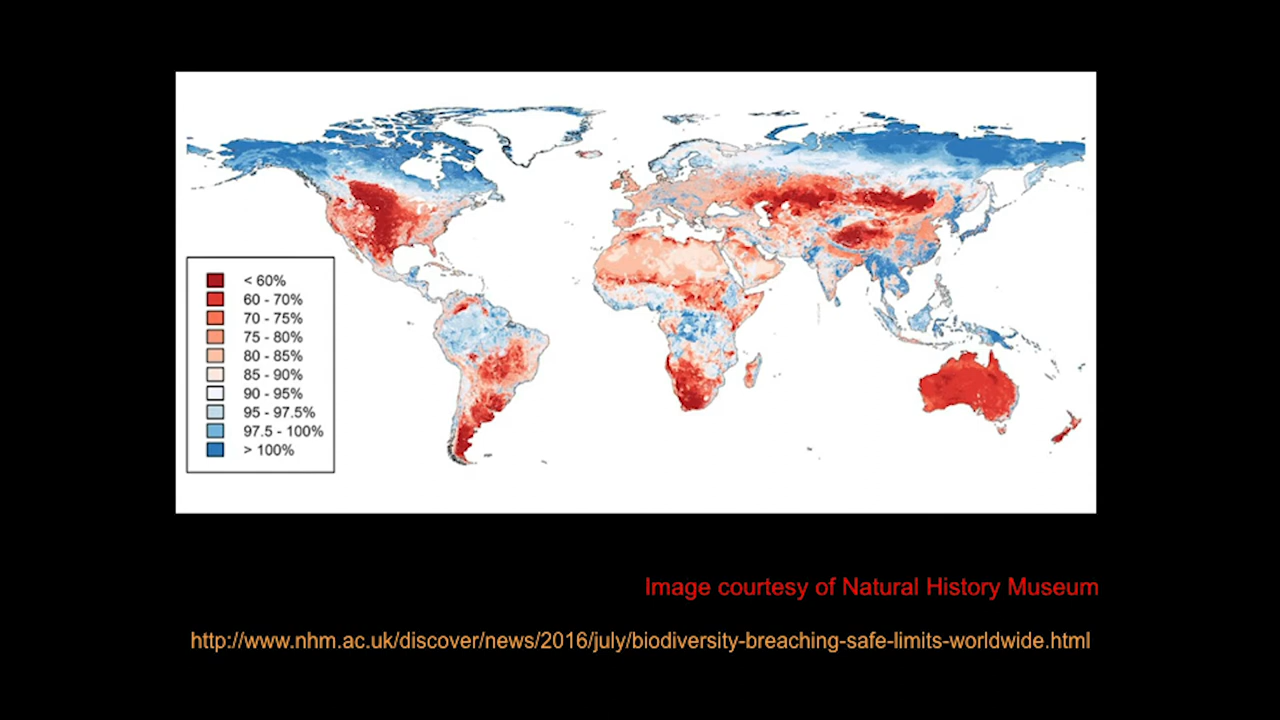 < 60%
60 - 70%
70 - 75%
75 - 80%
80 - 85%
85 - 90%
90 - 95%
95 - 97.5%
97.5 - 100%
> 100%
Image courtesy of Natural History Museum
http://www.nhm.ac.uk/discover/news/2016/july/biodiversity-breaching-safe-limits-worldwide.html